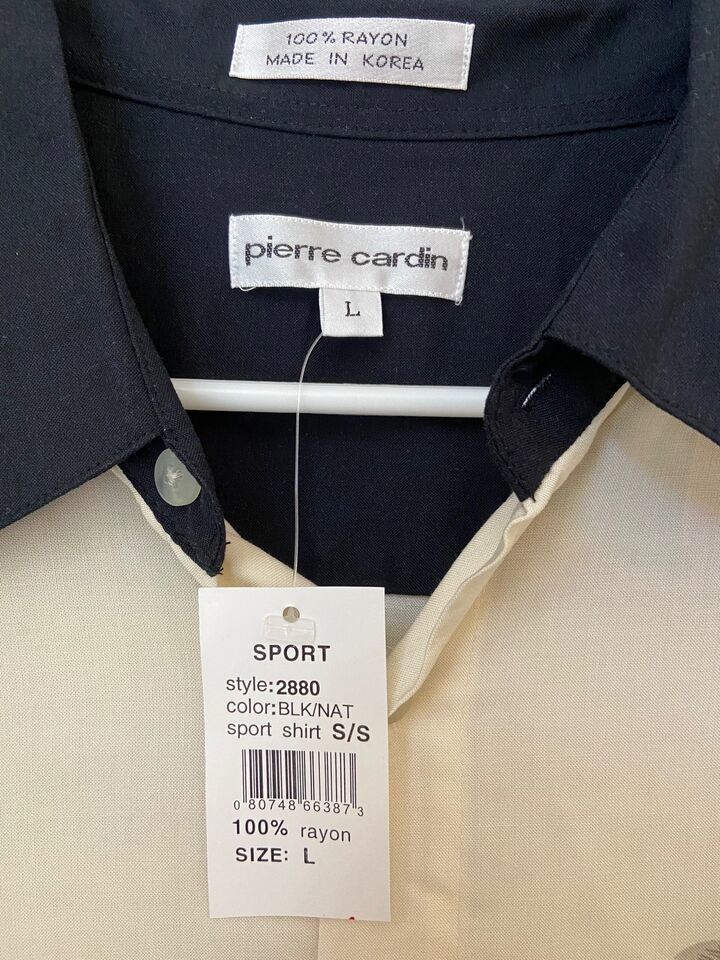 100% RAYON
MADE IN KOREA
pierre cardin
L
SPORT
style:2880
color:BLK/NAT
sport shirt S/S
0 80748 66387 3
100% rayon
SIZE: L